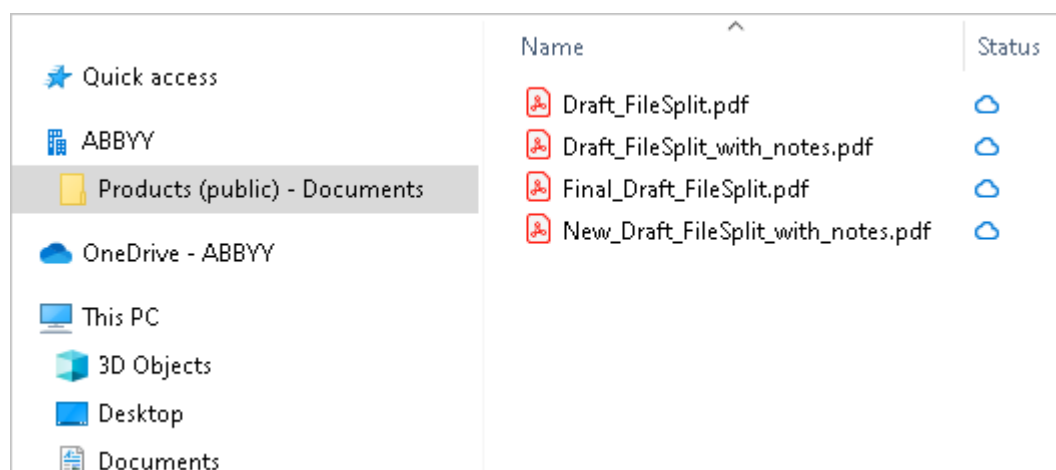 Quick access
ABBYY
Products (public) - Documents
OneDrive - ABBYY
This PC
3D Objects
Desktop
Documents
Name
Status
Draft_FileSplit.pdf
Draft_FileSplit_with_notes.pdf
Final_Draft_FileSplit.pdf
New_Draft_FileSplit_with_notes.pdf